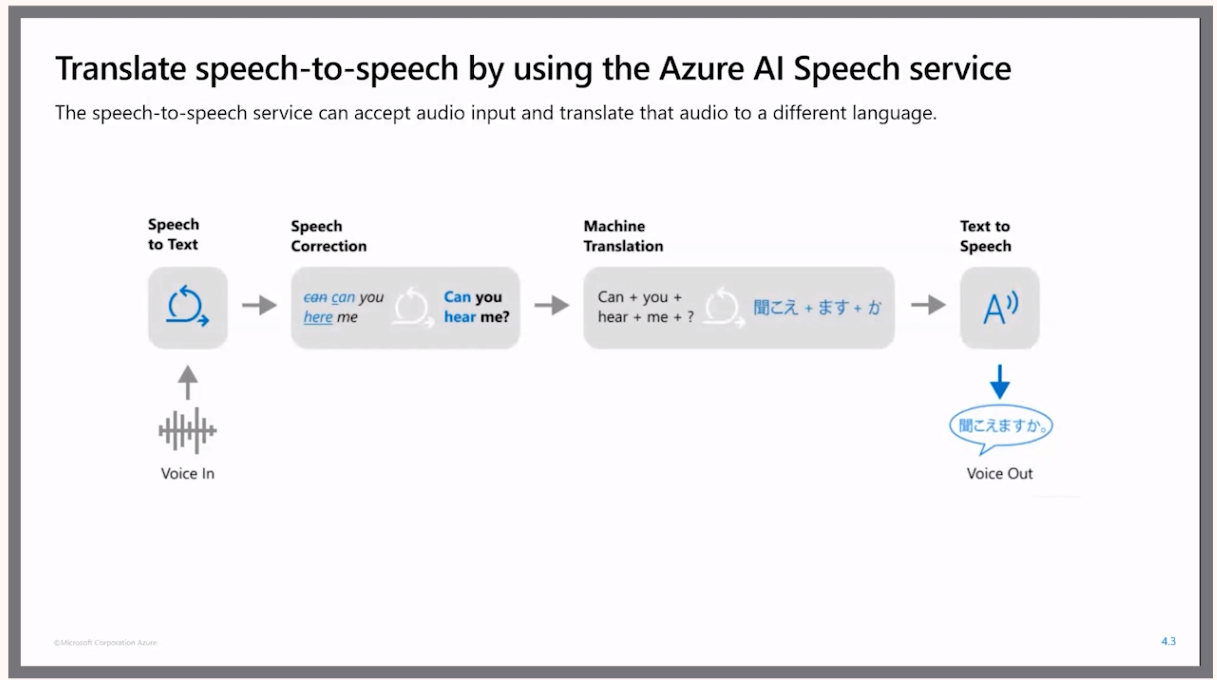 Translate speech-to-speech by using the Azure AI Speech service
The speech-to-speech service can accept audio input and translate that audio to a different language.
Speech
to Text
Speech
Correction
can can you
here me
Can you
hear me?
Machine
Translation
Can + you +
hear + me + ?
聞こえ + ます + か
Text to
Speech
A
Voice In
聞こえますか。
Voice Out
©Microsoft Corporation Azure
4.3